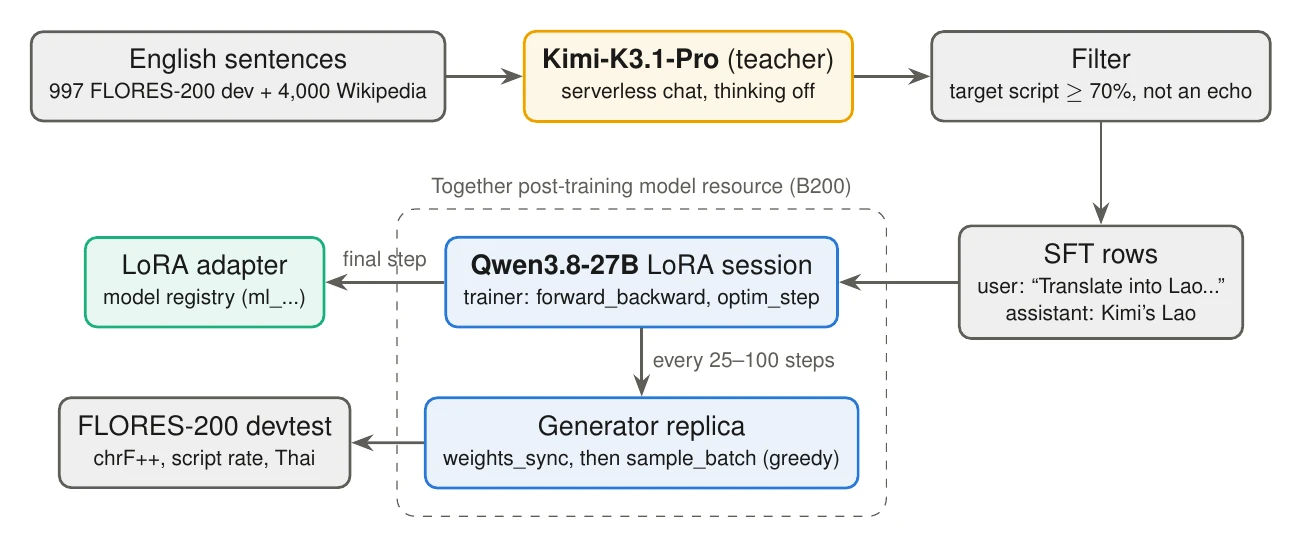 English sentences
997 FLORES-200 dev + 4,000 Wikipedia
Kimi-K3.1-Pro (teacher)
serverless chat, thinking off
Filter
target script ≥ 70%, not an echo
Together post-training model resource (B200)
LoRA adapter
model registry (ml_...)
final step
Qwen3.8-27B LoRA session
trainer: forward_backward, optim_step
SFT rows
user: “Translate into Lao...”
assistant: Kimi’s Lao
every 25–100 steps
FLORES-200 devtest
chrF++, script rate, Thai
Generator replica
weights_sync, then sample_batch (greedy)